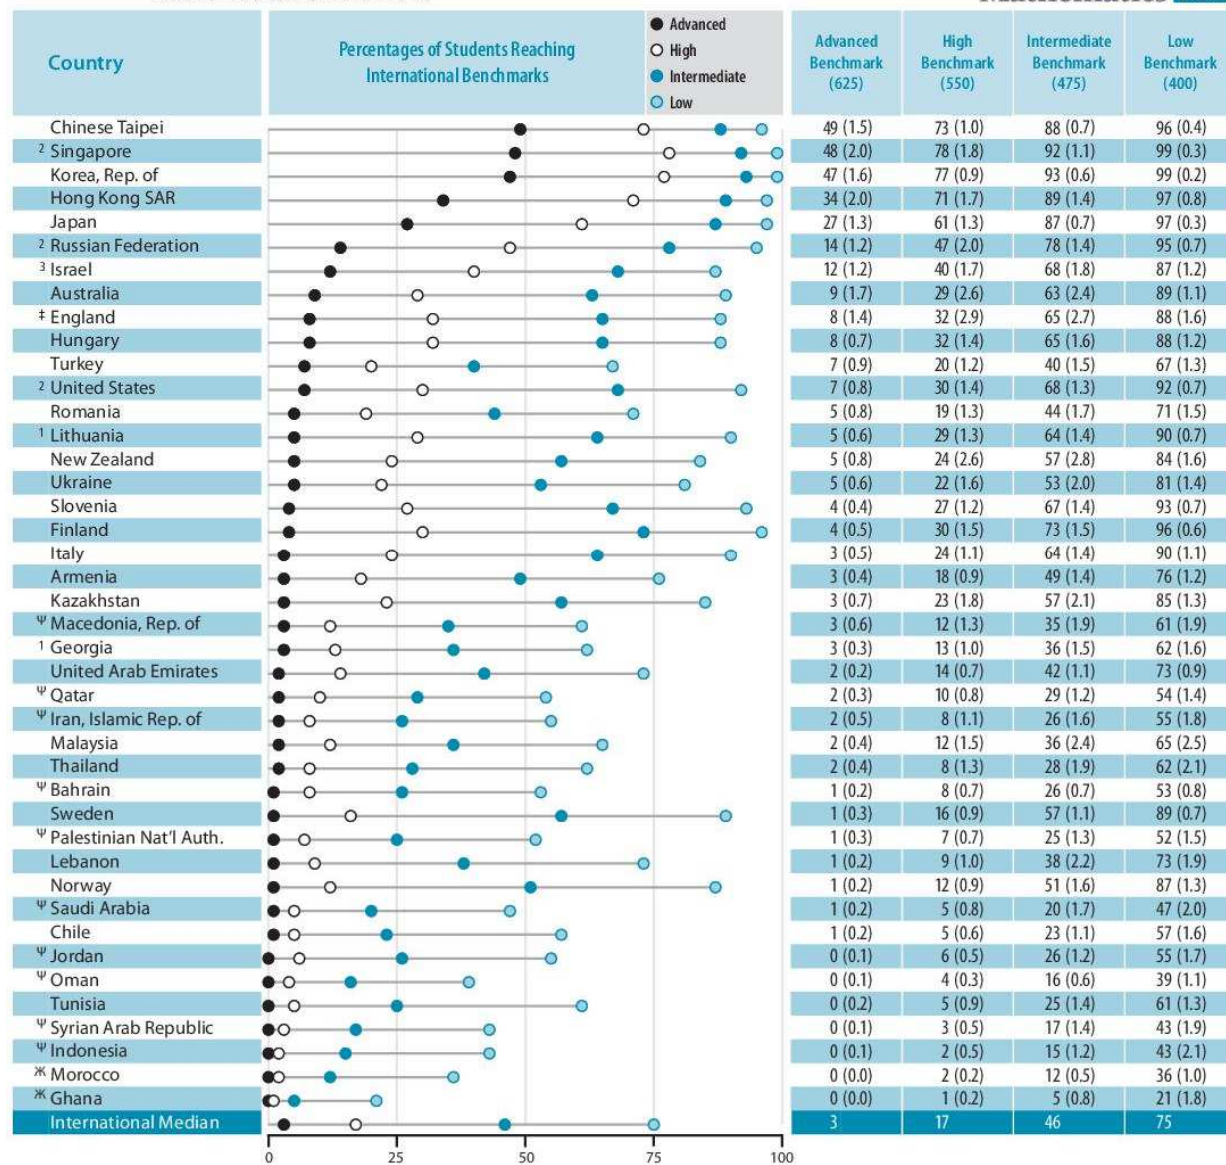 Mathematics
Country
Percentages of Students Reaching
International Benchmarks
Advanced
High
Intermediate
Low
Advanced Benchmark (625)
High Benchmark (550)
Intermediate Benchmark (475)
Low Benchmark (400)
Chinese Taipei 49 (1.5) 73 (1.0) 88 (0.7) 96 (0.4)
2 Singapore 48 (2.0) 78 (1.8) 92 (1.1) 99 (0.3)
Korea, Rep. of 47 (1.6) 77 (0.9) 93 (0.6) 99 (0.2)
Hong Kong SAR 34 (2.0) 71 (1.7) 89 (1.4) 97 (0.8)
Japan 27 (1.3) 61 (1.3) 87 (0.7) 97 (0.3)
2 Russian Federation 14 (1.2) 47 (2.0) 78 (1.4) 95 (0.7)
3 Israel 12 (1.2) 40 (1.7) 68 (1.8) 87 (1.2)
Australia 9 (1.7) 29 (2.6) 63 (2.4) 89 (1.1)
‡ England 8 (1.4) 32 (2.9) 65 (2.7) 88 (1.6)
Hungary 8 (0.7) 32 (1.4) 65 (1.6) 88 (1.2)
Turkey 7 (0.9) 20 (1.2) 40 (1.5) 67 (1.3)
2 United States 7 (0.8) 30 (1.4) 68 (1.3) 92 (0.7)
Romania 5 (0.8) 19 (1.3) 44 (1.7) 71 (1.5)
1 Lithuania 5 (0.6) 29 (1.3) 64 (1.4) 90 (0.7)
New Zealand 5 (0.8) 24 (2.6) 57 (2.8) 84 (1.6)
Ukraine 5 (0.6) 22 (1.6) 53 (2.0) 81 (1.4)
Slovenia 4 (0.4) 27 (1.2) 67 (1.4) 93 (0.7)
Finland 4 (0.5) 30 (1.5) 73 (1.5) 96 (0.6)
Italy 3 (0.5) 24 (1.1) 64 (1.4) 90 (1.1)
Armenia 3 (0.4) 18 (0.9) 49 (1.4) 76 (1.2)
Kazakhstan 3 (0.7) 23 (1.8) 57 (2.1) 85 (1.3)
Ψ Macedonia, Rep. of 3 (0.6) 12 (1.3) 35 (1.9) 61 (1.9)
1 Georgia 3 (0.3) 13 (1.0) 36 (1.5) 62 (1.6)
United Arab Emirates 2 (0.2) 14 (0.7) 42 (1.1) 73 (0.9)
Ψ Qatar 2 (0.3) 10 (0.8) 29 (1.2) 54 (1.4)
Ψ Iran, Islamic Rep. of 2 (0.5) 8 (1.1) 26 (1.6) 55 (1.8)
Malaysia 2 (0.4) 12 (1.5) 36 (2.4) 65 (2.5)
Thailand 2 (0.4) 8 (1.3) 28 (1.9) 62 (2.1)
Ψ Bahrain 1 (0.2) 8 (0.7) 26 (0.7) 53 (0.8)
Sweden 1 (0.3) 16 (0.9) 57 (1.1) 89 (0.7)
Ψ Palestinian Nat'l Auth. 1 (0.3) 7 (0.7) 25 (1.3) 52 (1.5)
Lebanon 1 (0.2) 9 (1.0) 38 (2.2) 73 (1.9)
Norway 1 (0.2) 12 (0.9) 51 (1.6) 87 (1.3)
Ψ Saudi Arabia 1 (0.2) 5 (0.8) 20 (1.7) 47 (2.0)
Chile 1 (0.2) 5 (0.6) 23 (1.1) 57 (1.6)
Ψ Jordan 0 (0.1) 6 (0.5) 26 (1.2) 55 (1.7)
Ψ Oman 0 (0.1) 4 (0.3) 16 (0.6) 39 (1.1)
Tunisia 0 (0.2) 5 (0.9) 25 (1.4) 61 (1.3)
Ψ Syrian Arab Republic 0 (0.1) 3 (0.5) 17 (1.4) 43 (1.9)
Ψ Indonesia 0 (0.1) 2 (0.5) 15 (1.2) 43 (2.1)
Ж Morocco 0 (0.0) 2 (0.2) 12 (0.5) 36 (1.0)
Ж Ghana 0 (0.0) 1 (0.2) 5 (0.8) 21 (1.8)
International Median 3 17 46 75
0 25 50 75 100